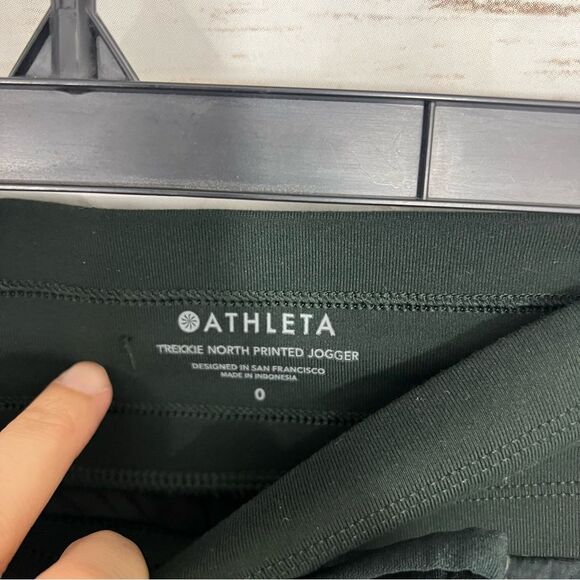 ATHLETA
TREKKIE NORTH PRINTED JOGGER
DESIGNED IN SAN FRANCISCO
MADE IN INDONESIA
0